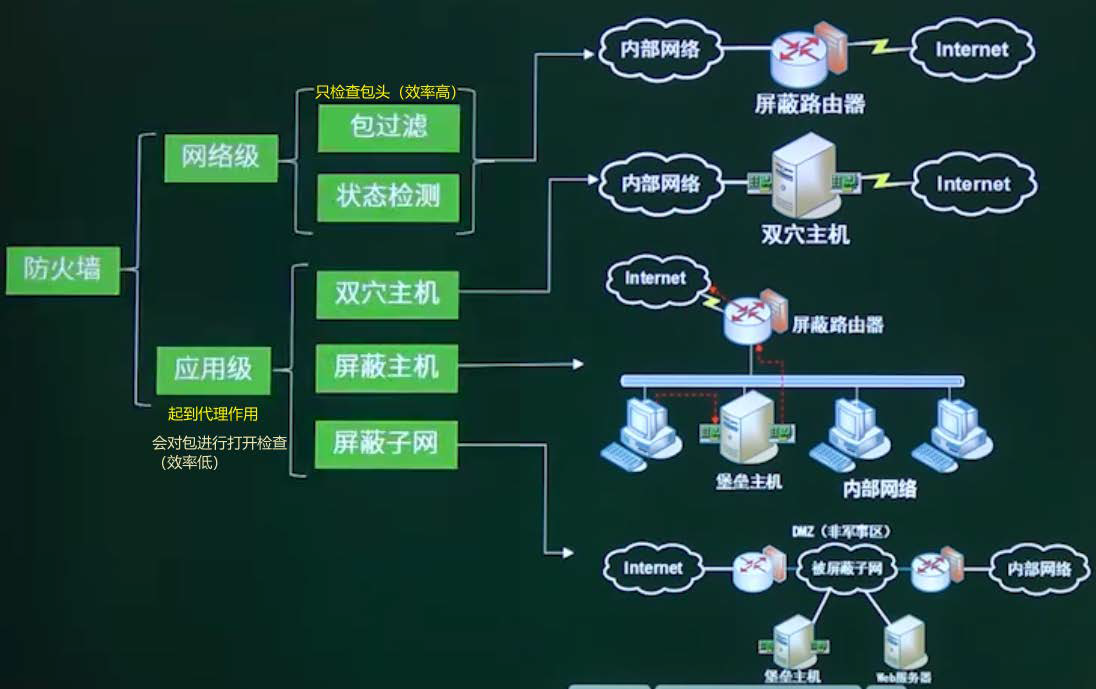 防火墙
网络级
只检查包头（效率高）
包过滤
状态检测
应用级
起到代理作用
会对包进行打开检查
（效率低）
双穴主机
屏蔽主机
屏蔽子网
内部网络
Internet
屏蔽路由器
内部网络
Internet
双穴主机
Internet
屏蔽路由器
堡垒主机
内部网络
DMZ（非军事区）
Internet
被屏蔽子网
内部网络
堡垒主机
Web服务器